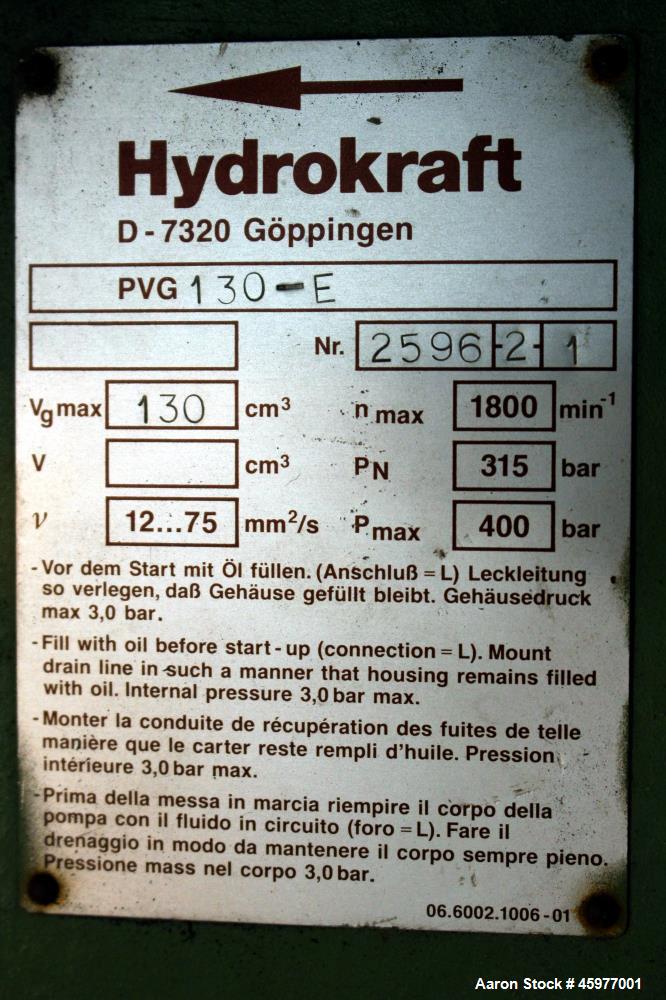 Hydrokraft
D-7320 Göppingen
PVG 130-E
Nr. 2596-2-1
Vg max 130 cm³ n max 1800 min⁻¹
V cm³ PN 315 bar
ν 12...75 mm²/s Pmax 400 bar
-Vor dem Start mit Öl füllen. (Anschluß = L) Leckleitung
so verlegen, daß Gehäuse gefüllt bleibt. Gehäusedruck
max 3,0 bar.
-Fill with oil before start-up (connection = L). Mount
drain line in such a manner that housing remains filled
with oil. Internal pressure 3,0 bar max.
-Monter la conduite de récupération des fuites de telle
manière que le carter reste rempli d'huile. Pression
intérieure 3,0 bar max.
-Prima della messa in marcia riempire il corpo della
pompa con il fluido in circuito (foro = L). Fare il
drenaggio in modo da mantenere il corpo sempre pieno.
Pressione mass nel corpo 3,0 bar.
06.6002.1006-01
Aaron Stock # 45977001